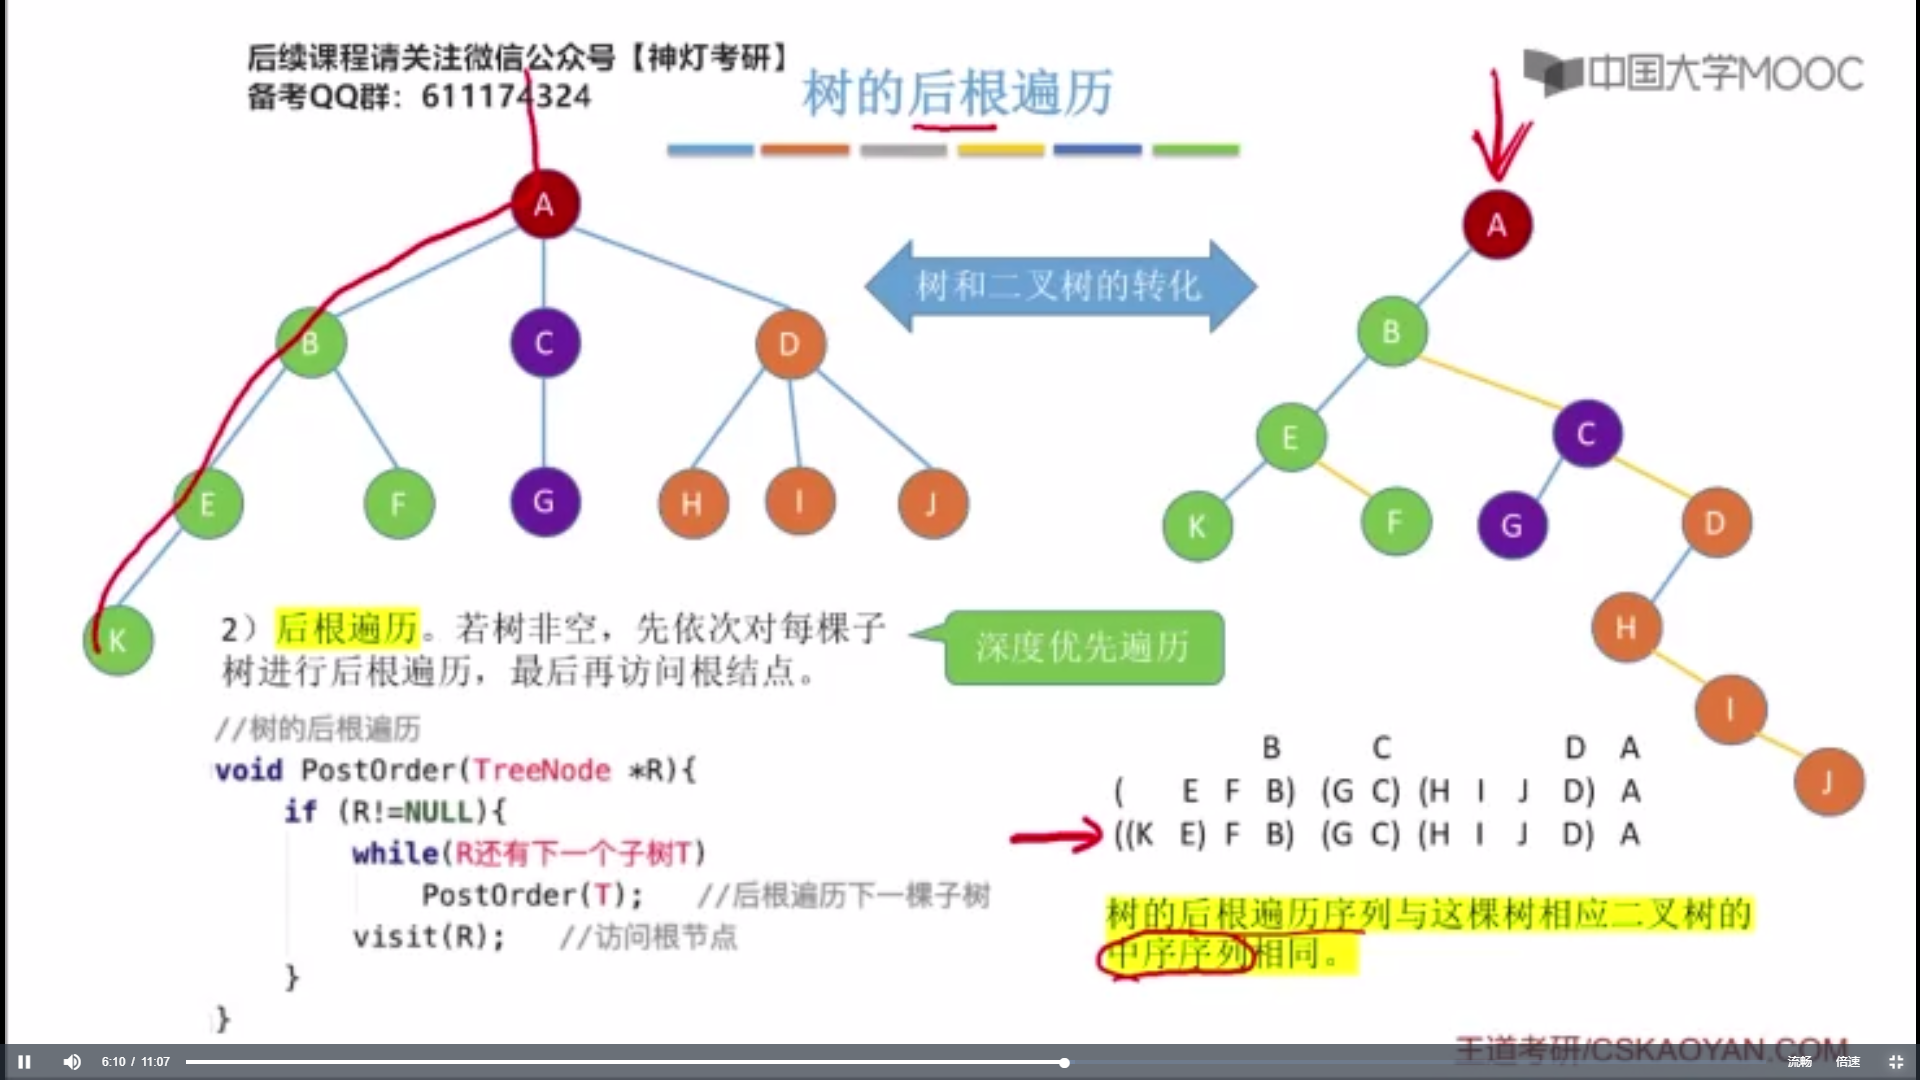 后续课程请关注微信公众号【神灯考研】
备考QQ群：611174324
树的后根遍历
中国大学MOOC
A
B
C
D
E
F
G
H
I
J
K
树和二叉树的转化
A
B
C
D
E
F
G
H
I
J
K
2）后根遍历。若树非空，先依次对每棵子
树进行后根遍历，最后再访问根结点。
深度优先遍历
//树的后根遍历
void PostOrder(TreeNode *R){
if (R!=NULL){
while(R还有下一个子树T)
PostOrder(T); //后根遍历下一棵子树
visit(R); //访问根节点
}
}
B C D A
( E F B) (G C) (H I J D) A
((K E) F B) (G C) (H I J D) A
树的后根遍历序列与这棵树相应二叉树的
中序序列相同。
王道考研/CSKAOYAN.COM
6:10 / 11:07
流畅
倍速